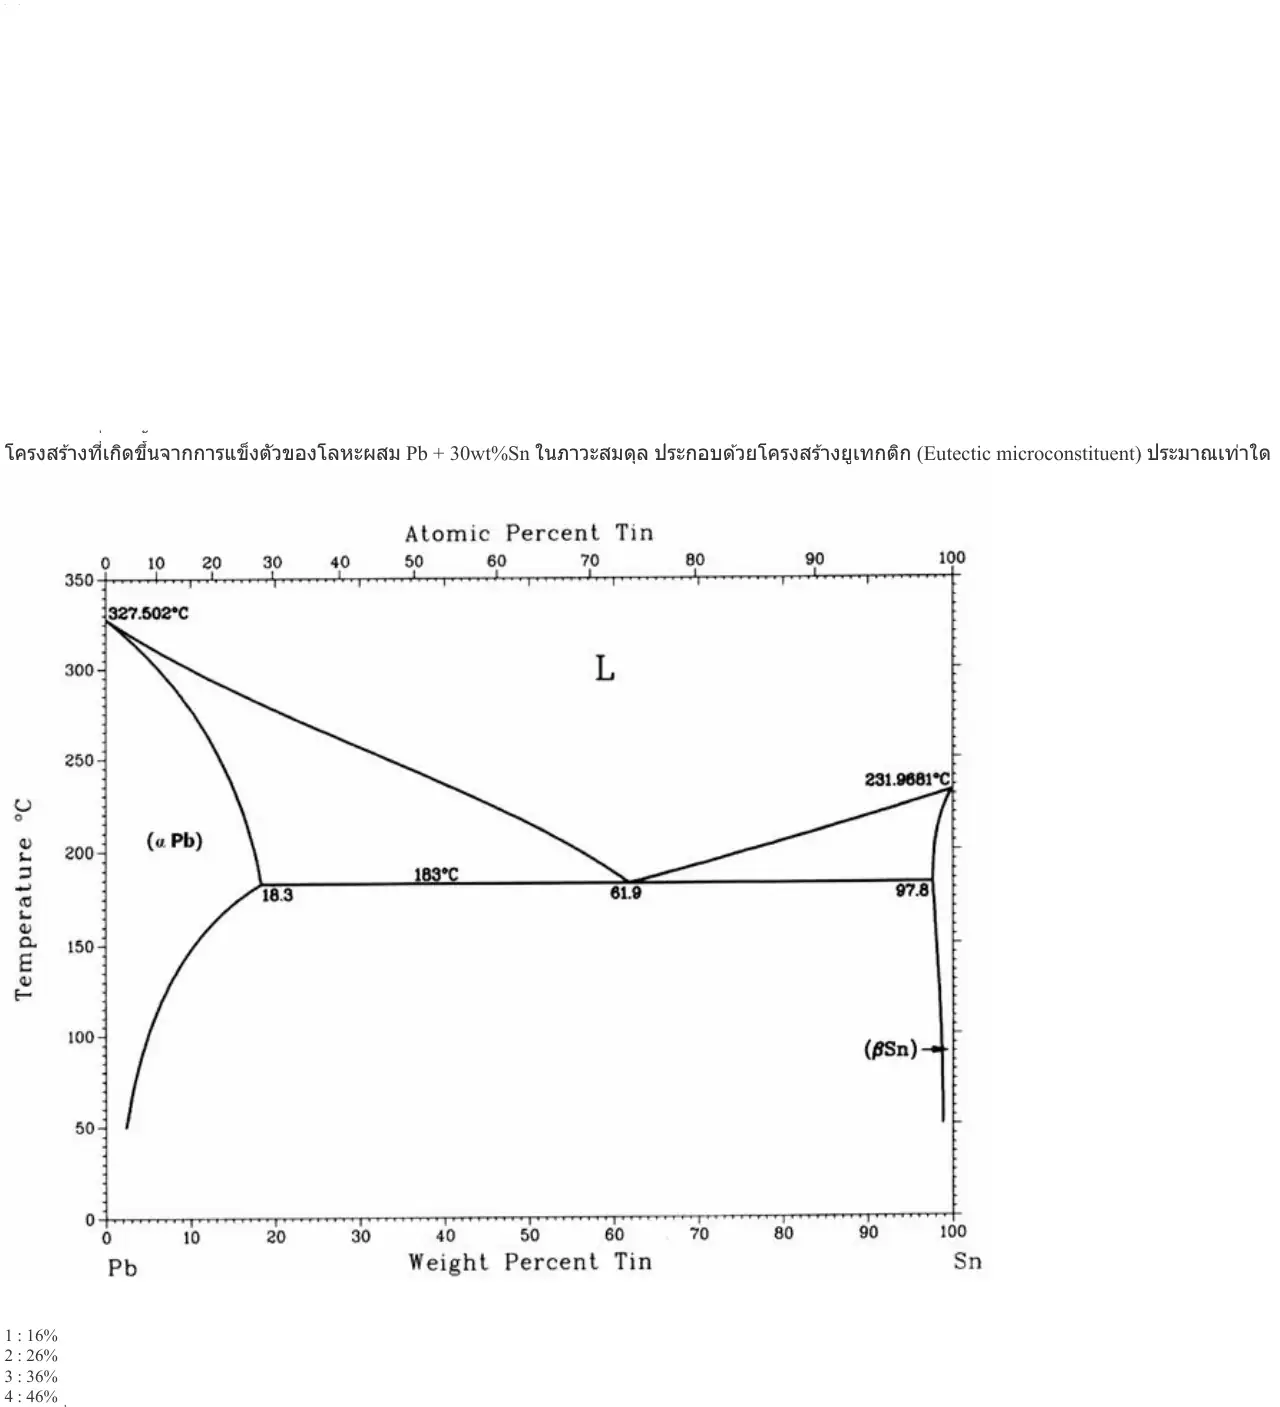 โครงสร้างที่เกิดขึ้นจากการแข็งตัวของโลหะผสม Pb + 30wt%Sn ในภาวะสมดุล ประกอบด้วยโครงสร้างยูเทกติก (Eutectic microconstituent) ประมาณเท่าใด
Atomic Percent Tin
0 10 20 30 40 50 60 70 80 90 100
350
327.502°C
300
L
250
231.9681°C
(α Pb)
200
183°C
18.3 61.9 97.8
150
100
(βSn)
50
0
0 10 20 30 40 50 60 70 80 90 100
Temperature °C
Pb Weight Percent Tin Sn
1 : 16%
2 : 26%
3 : 36%
4 : 46%